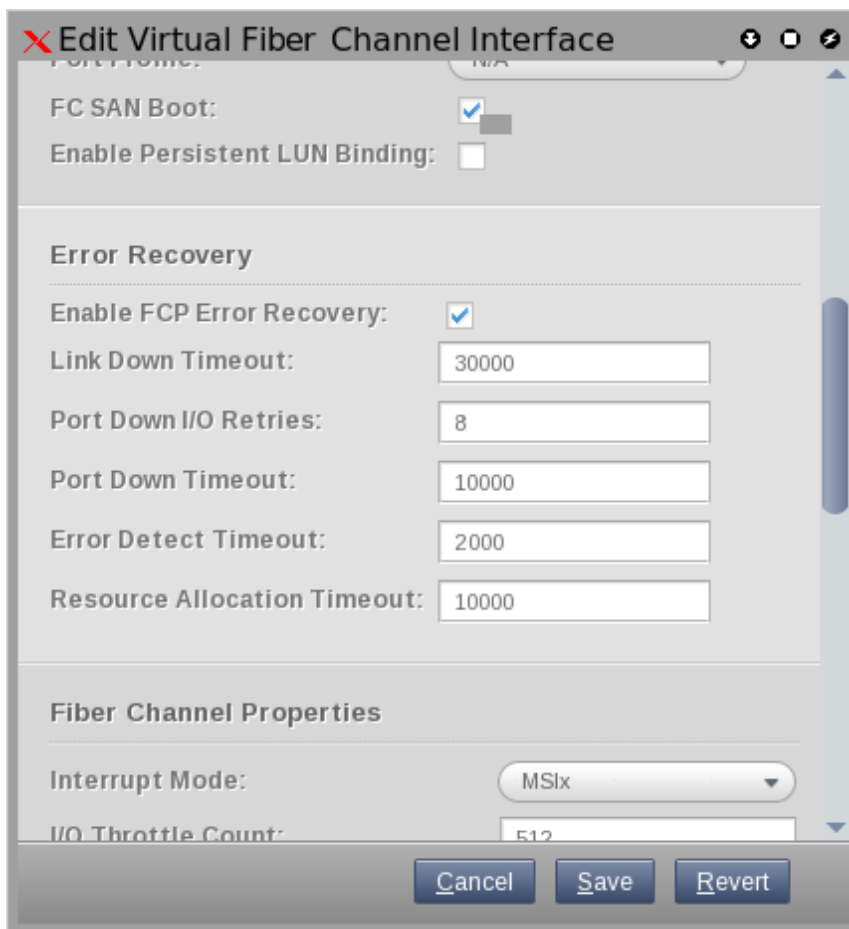 Edit Virtual Fiber Channel Interface
Port Profile: N/A
FC SAN Boot:
Enable Persistent LUN Binding:
Error Recovery
Enable FCP Error Recovery:
Link Down Timeout: 30000
Port Down I/O Retries: 8
Port Down Timeout: 10000
Error Detect Timeout: 2000
Resource Allocation Timeout: 10000
Fiber Channel Properties
Interrupt Mode: MSIx
I/O Throttle Count: 512
Cancel Save Revert